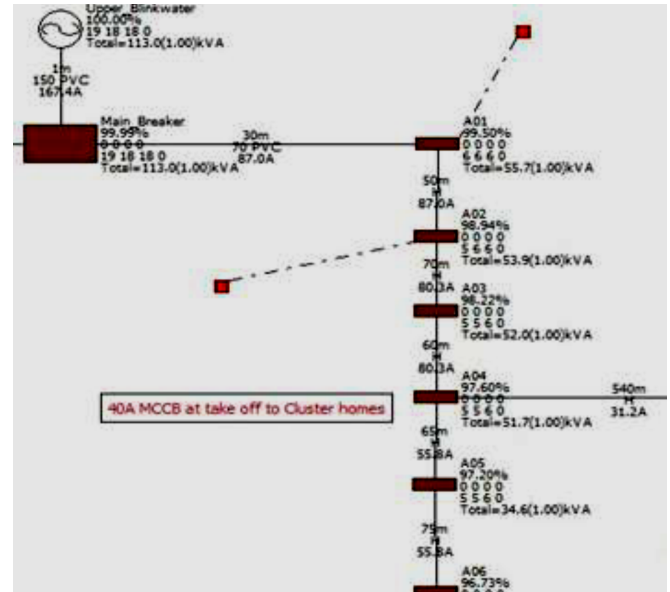 Upper_Blinkwater
100.00%
19 18 18 0
Total=113.0(1.00)kVA
1m
150 PVC
167.4A
Main_Breaker
99.99%
0 0 0 0
19 18 18 0
Total=113.0(1.00)kVA
30m
70 PVC
87.0A
A01
99.50%
0 0 0 0
6 6 6 0
Total=55.7(1.00)kVA
50m
H
87.0A
A02
98.94%
0 0 0 0
5 6 6 0
Total=53.9(1.00)kVA
70m
H
80.3A
A03
98.22%
0 0 0 0
5 5 6 0
Total=52.0(1.00)kVA
60m
H
80.3A
A04
97.60%
0 0 0 0
5 5 6 0
Total=51.7(1.00)kVA
540m
H
31.2A
40A MCCB at take off to Cluster homes
65m
H
55.8A
A05
97.20%
0 0 0 0
5 5 6 0
Total=34.6(1.00)kVA
75m
H
55.8A
A06
96.73%